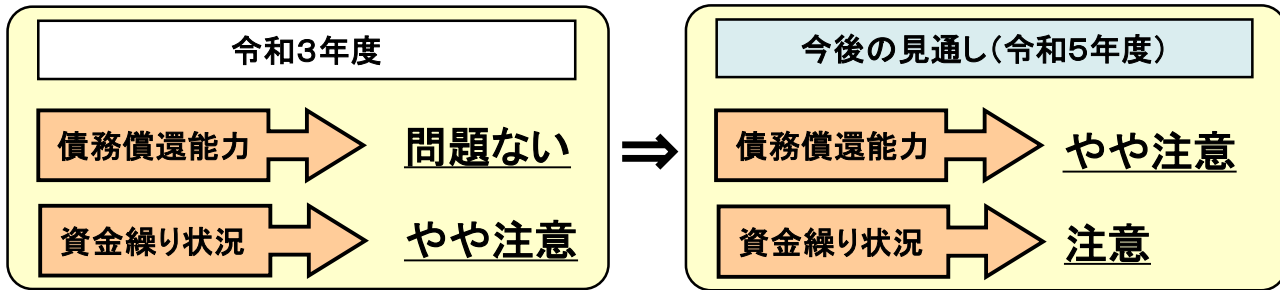 令和３年度
債務償還能力
問題ない
資金繰り状況
やや注意
⇒
今後の見通し（令和５年度）
債務償還能力
やや注意
資金繰り状況
注意